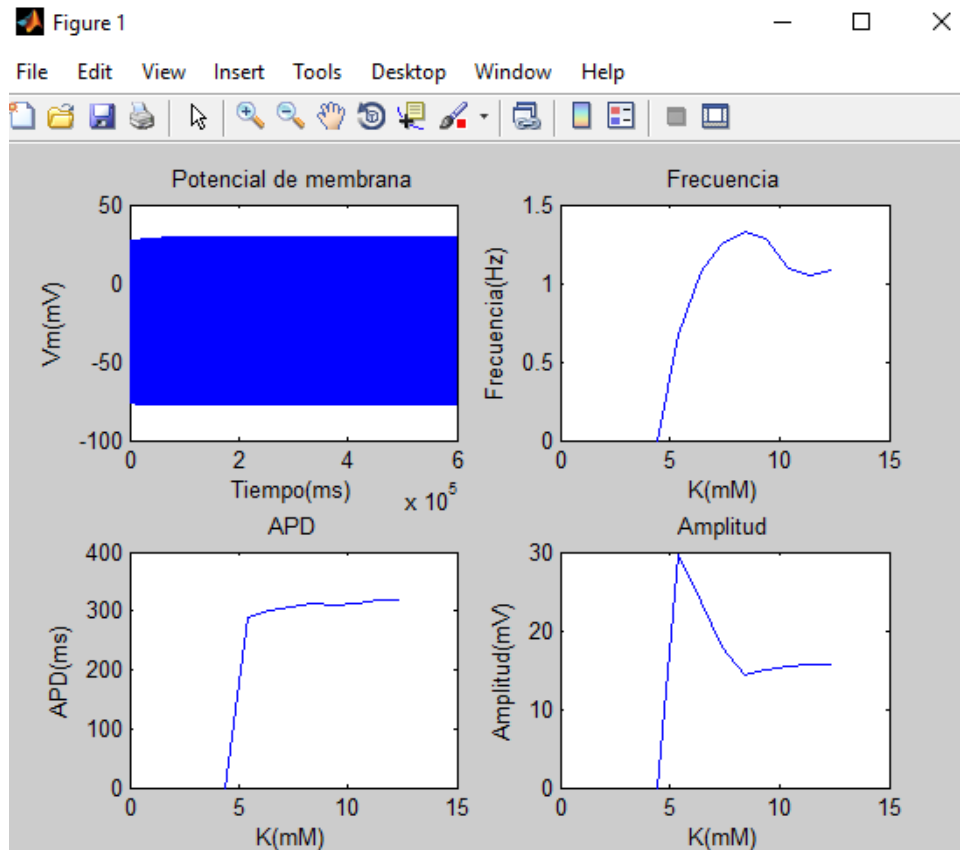 Figure 1
File Edit View Insert Tools Desktop Window Help
Potencial de membrana
50
0
-50
-100
Vm(mV)
0 2 4 6
Tiempo(ms)
x 10^5
Frecuencia
1.5
1
0.5
0
Frecuencia(Hz)
0 5 10 15
K(mM)
APD
400
300
200
100
0
APD(ms)
0 5 10 15
K(mM)
Amplitud
30
20
10
0
Amplitud(mV)
0 5 10 15
K(mM)